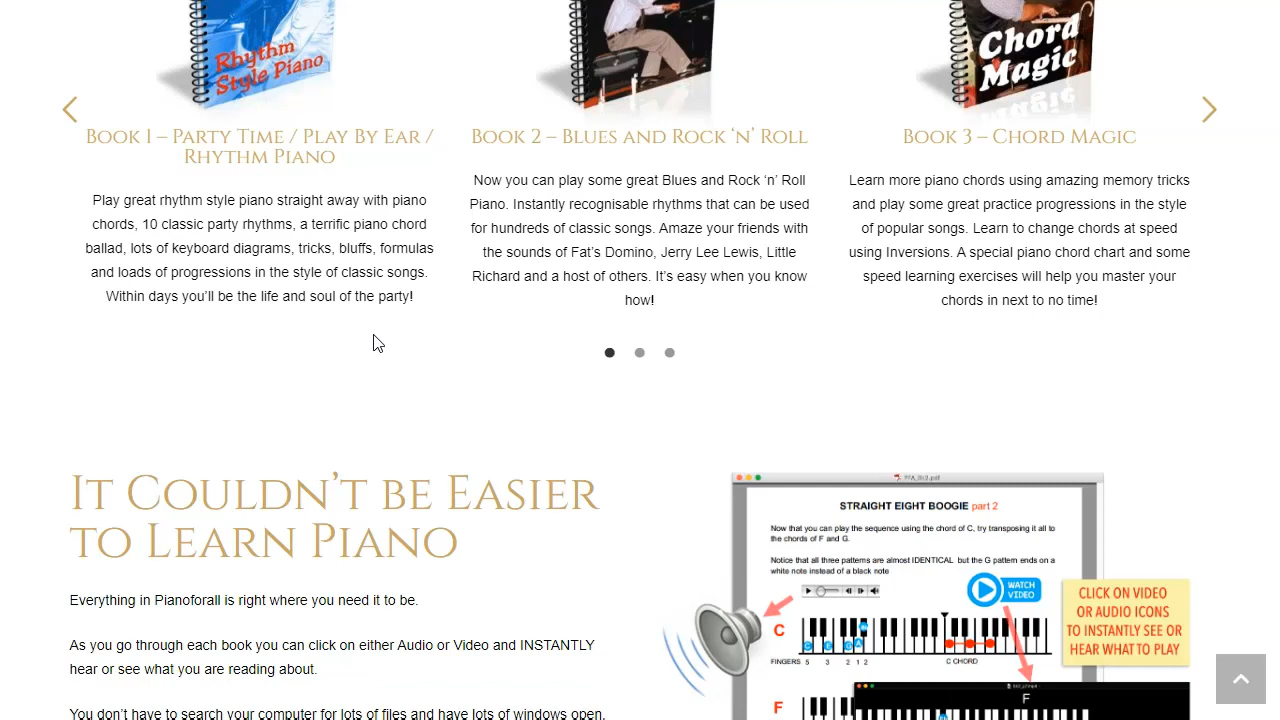 Rhythm
Style Piano
Chord
Magic
Book 1 – Party Time / Play By Ear /
Rhythm Piano
Play great rhythm style piano straight away with piano
chords, 10 classic party rhythms, a terrific piano chord
ballad, lots of keyboard diagrams, tricks, bluffs, formulas
and loads of progressions in the style of classic songs.
Within days you’ll be the life and soul of the party!
Book 2 – Blues and Rock ‘n’ Roll
Now you can play some great Blues and Rock ‘n’ Roll
Piano. Instantly recognisable rhythms that can be used
for hundreds of classic songs. Amaze your friends with
the sounds of Fat’s Domino, Jerry Lee Lewis, Little
Richard and a host of others. It’s easy when you know
how!
Book 3 – Chord Magic
Learn more piano chords using amazing memory tricks
and play some great practice progressions in the style
of popular songs. Learn to change chords at speed
using Inversions. A special piano chord chart and some
speed learning exercises will help you master your
chords in next to no time!
It Couldn’t be Easier
to Learn Piano
Everything in Pianoforall is right where you need it to be.
As you go through each book you can click on either Audio or Video and INSTANTLY
hear or see what you are reading about.
You don’t have to search your computer for lots of files and have lots of windows open.
STRAIGHT EIGHT BOOGIE part 2
Now that you can play the sequence using the chord of C, try transposing it all to
the chords of F and G.
Notice that all three patterns are almost IDENTICAL but the G pattern ends on a
white note instead of a black note
WATCH
VIDEO
CLICK ON VIDEO
OR AUDIO ICONS
TO INSTANTLY SEE OR
HEAR WHAT TO PLAY
C
FINGERS 5 3 2 1 2
C CHORD
F
F